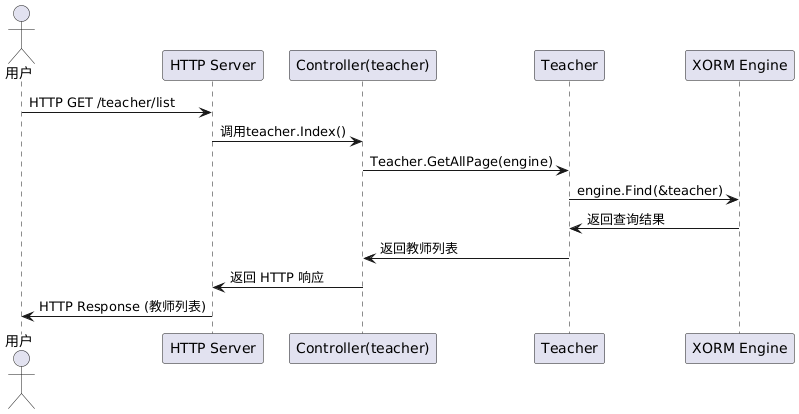 用户
HTTP Server
Controller(teacher)
Teacher
XORM Engine
HTTP GET /teacher/list
调用teacher.Index()
Teacher.GetAllPage(engine)
engine.Find(&teacher)
返回查询结果
返回教师列表
返回 HTTP 响应
HTTP Response (教师列表)
用户
HTTP Server
Controller(teacher)
Teacher
XORM Engine